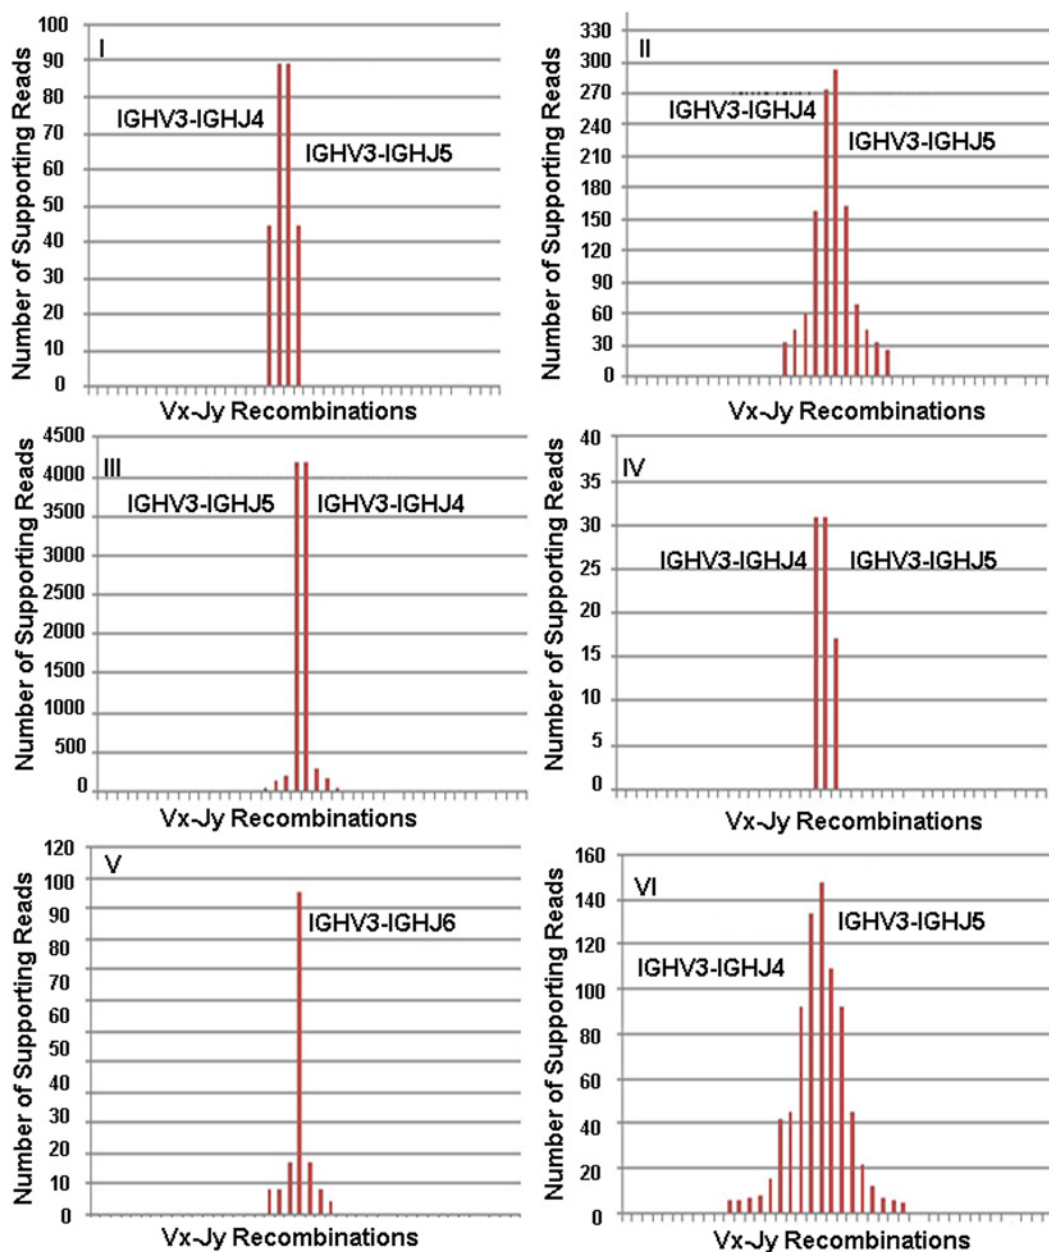 Number of Supporting Reads
100
90
80
70
60
50
40
30
20
10
0
I
IGHV3-IGHJ4
IGHV3-IGHJ5
Vx-Jy Recombinations
Number of Supporting Reads
330
300
270
240
210
180
150
120
90
60
30
0
II
IGHV3-IGHJ4
IGHV3-IGHJ5
Vx-Jy Recombinations
Number of Supporting Reads
4500
4000
3500
3000
2500
2000
1500
1000
500
0
III
IGHV3-IGHJ5
IGHV3-IGHJ4
Vx-Jy Recombinations
Number of Supporting Reads
40
35
30
25
20
15
10
5
0
IV
IGHV3-IGHJ4
IGHV3-IGHJ5
Vx-Jy Recombinations
Number of Supporting Reads
120
100
90
80
70
60
50
40
30
20
10
0
V
IGHV3-IGHJ6
Vx-Jy Recombinations
Number of Supporting Reads
160
140
120
100
80
60
40
20
0
VI
IGHV3-IGHJ5
IGHV3-IGHJ4
Vx-Jy Recombinations